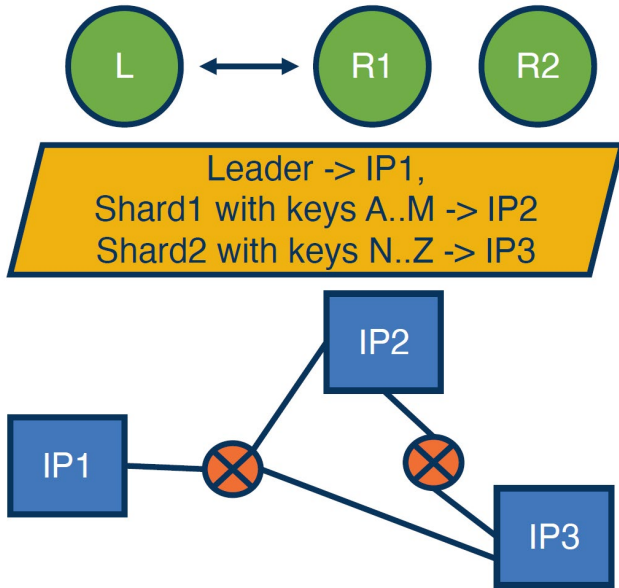 L
R1
R2
Leader -> IP1,
Shard1 with keys A..M -> IP2
Shard2 with keys N..Z -> IP3
IP2
IP1
IP3